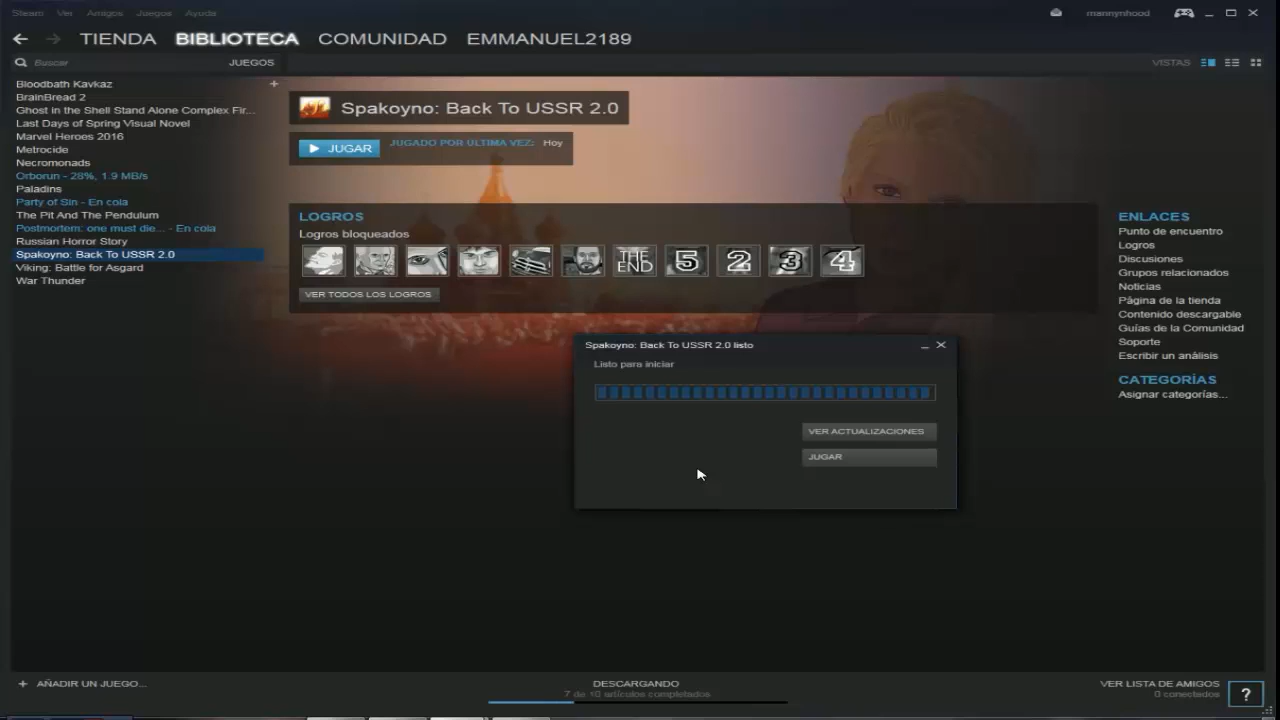 Steam Ver Amigos Juegos Ayuda
mannynhood
TIENDA BIBLIOTECA COMUNIDAD EMMANUEL2189
Buscar
JUEGOS
VISTAS
Bloodbath Kavkaz
BrainBread 2
Ghost in the Shell Stand Alone Complex Fir...
Last Days of Spring Visual Novel
Marvel Heroes 2016
Metrocide
Necromonads
Orborun - 28%, 1.9 MB/s
Paladins
Party of Sin - En cola
The Pit And The Pendulum
Postmortem: one must die... - En cola
Russian Horror Story
Spakoyno: Back To USSR 2.0
Viking: Battle for Asgard
War Thunder
Spakoyno: Back To USSR 2.0
JUGAR
JUGADO POR ÚLTIMA VEZ: Hoy
LOGROS
Logros bloqueados
THE
END
5 2 3 4
VER TODOS LOS LOGROS
Spakoyno: Back To USSR 2.0 listo
Listo para iniciar
VER ACTUALIZACIONES
JUGAR
ENLACES
Punto de encuentro
Logros
Discusiones
Grupos relacionados
Noticias
Página de la tienda
Contenido descargable
Guías de la Comunidad
Soporte
Escribir un análisis
CATEGORÍAS
Asignar categorías...
+ AÑADIR UN JUEGO...
DESCARGANDO
7 de 10 artículos completados
VER LISTA DE AMIGOS
0 conectados
?